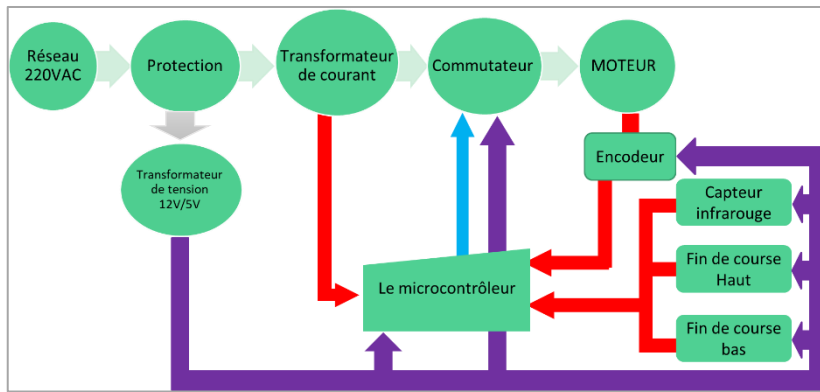 Réseau
220VAC
Protection
Transformateur
de courant
Commutateur
MOTEUR
Transformateur
de tension
12V/5V
Encodeur
Capteur
infrarouge
Le microcontrôleur
Fin de course
Haut
Fin de course
bas